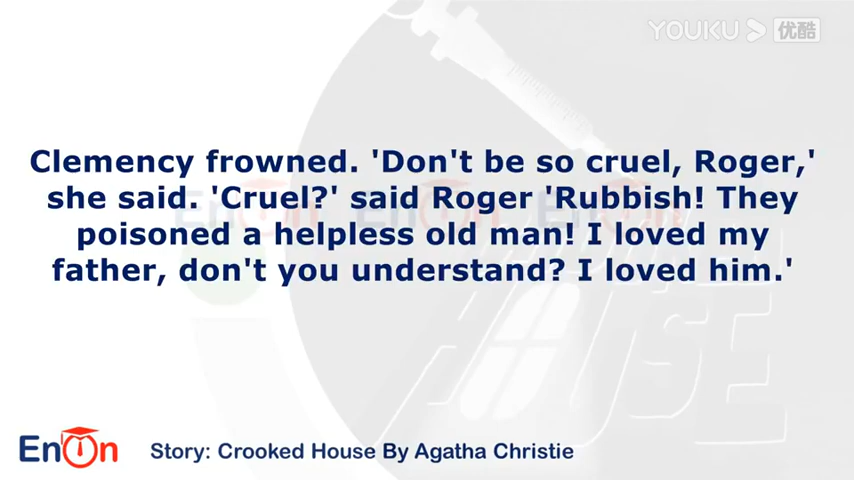 YOUKU 优酷
Clemency frowned. 'Don't be so cruel, Roger,'
she said. 'Cruel?' said Roger 'Rubbish! They
poisoned a helpless old man! I loved my
father, don't you understand? I loved him.'
HOUSE
EnOn
Story: Crooked House By Agatha Christie